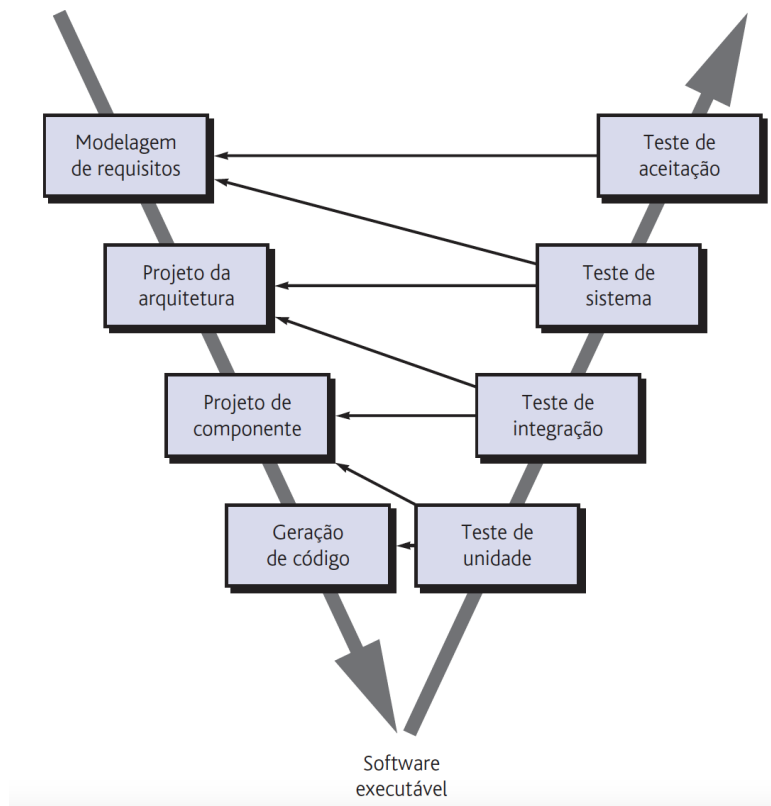 Modelagem
de requisitos
Teste de
aceitação
Projeto da
arquitetura
Teste de
sistema
Projeto de
componente
Teste de
integração
Geração
de código
Teste de
unidade
Software
executável